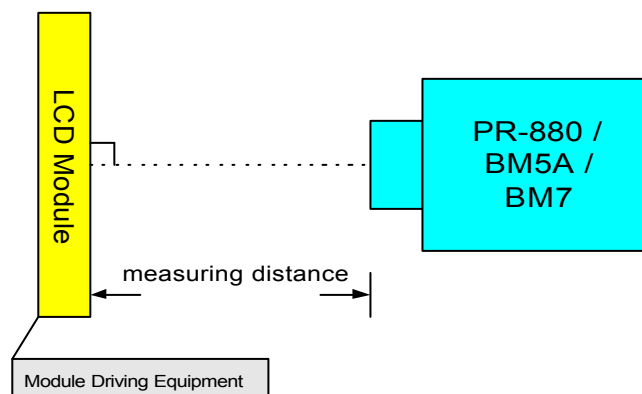 LCD Module
PR-880 /
BM5A /
BM7
measuring distance
Module Driving Equipment